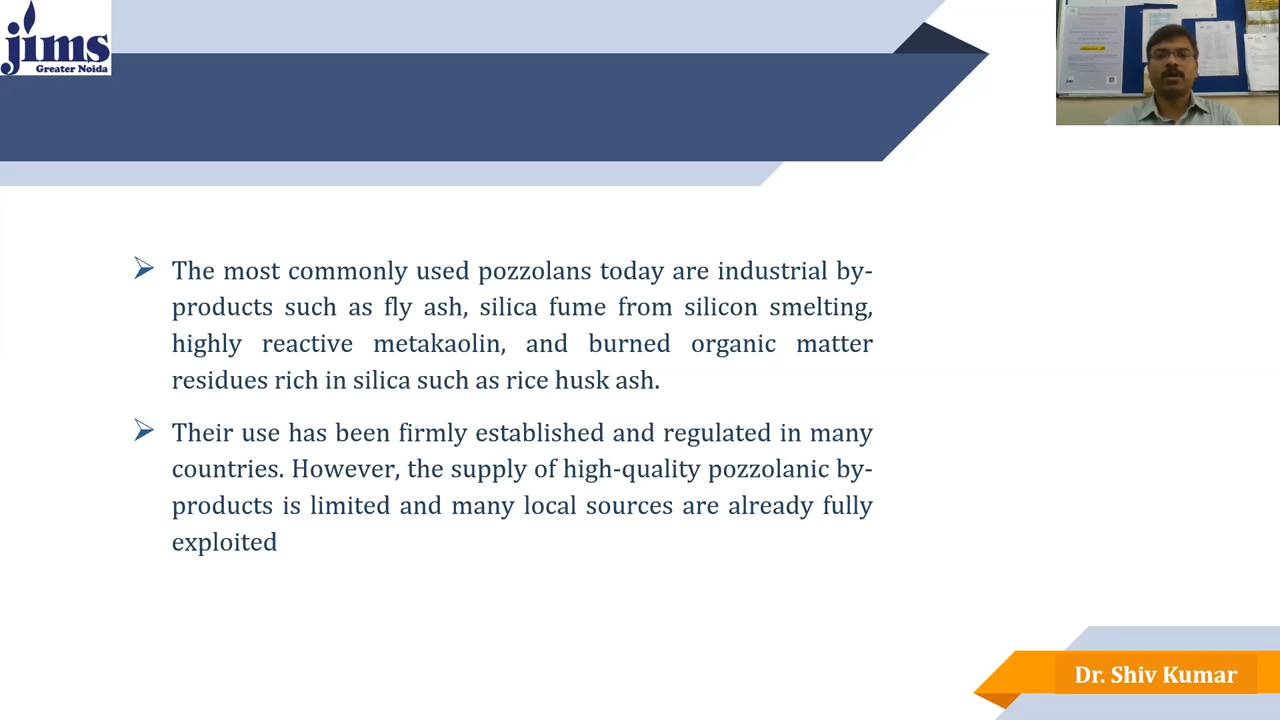 jims
Greater Noida
The most commonly used pozzolans today are industrial by-
products such as fly ash, silica fume from silicon smelting,
highly reactive metakaolin, and burned organic matter
residues rich in silica such as rice husk ash.
Their use has been firmly established and regulated in many
countries. However, the supply of high-quality pozzolanic by-
products is limited and many local sources are already fully
exploited
Dr. Shiv Kumar